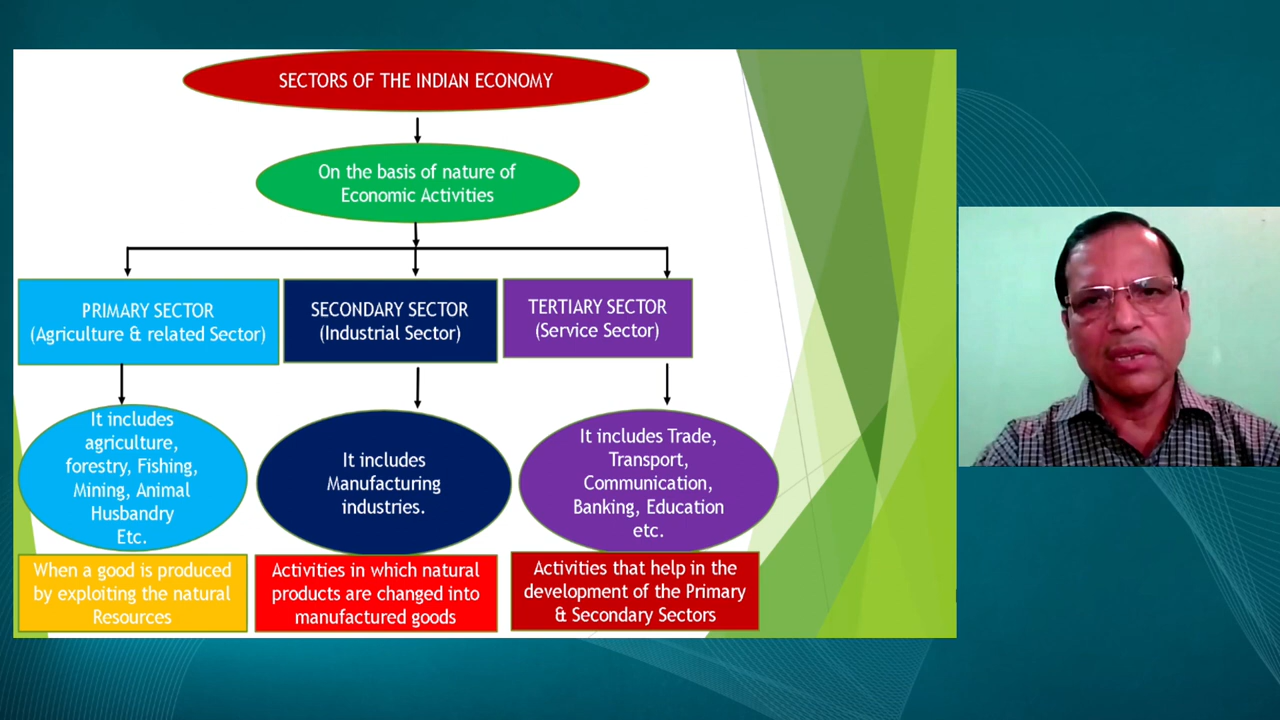 SECTORS OF THE INDIAN ECONOMY
On the basis of nature of
Economic Activities
PRIMARY SECTOR
(Agriculture & related Sector)
SECONDARY SECTOR
(Industrial Sector)
TERTIARY SECTOR
(Service Sector)
It includes
agriculture,
forestry, Fishing,
Mining, Animal
Husbandry
Etc.
It includes
Manufacturing
industries.
It includes Trade,
Transport,
Communication,
Banking, Education
etc.
When a good is produced
by exploiting the natural
Resources
Activities in which natural
products are changed into
manufactured goods
Activities that help in the
development of the Primary
& Secondary Sectors